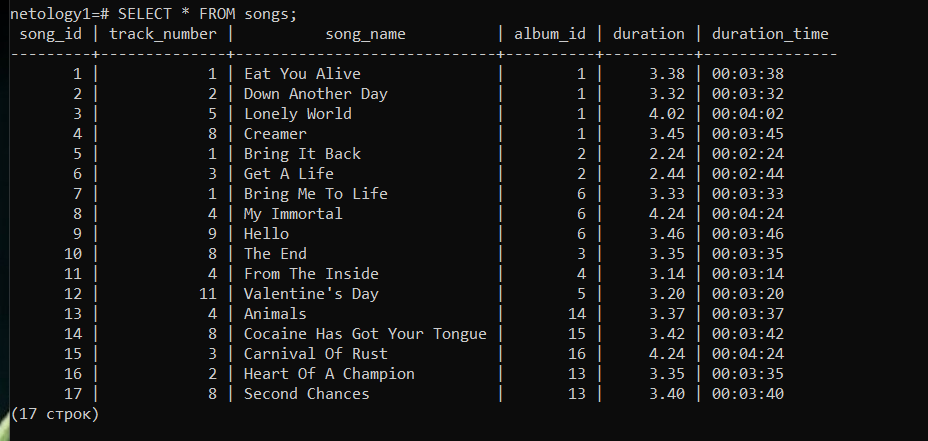 netology1=# SELECT * FROM songs;
 song_id | track_number |          song_name           | album_id | duration | duration_time
---------+--------------+------------------------------+----------+----------+---------------
       1 |            1 | Eat You Alive                |        1 |     3.38 | 00:03:38
       2 |            2 | Down Another Day             |        1 |     3.32 | 00:03:32
       3 |            5 | Lonely World                 |        1 |     4.02 | 00:04:02
       4 |            8 | Creamer                      |        1 |     3.45 | 00:03:45
       5 |            1 | Bring It Back                |        2 |     2.24 | 00:02:24
       6 |            3 | Get A Life                   |        2 |     2.44 | 00:02:44
       7 |            1 | Bring Me To Life             |        6 |     3.33 | 00:03:33
       8 |            4 | My Immortal                  |        6 |     4.24 | 00:04:24
       9 |            9 | Hello                        |        6 |     3.46 | 00:03:46
      10 |            8 | The End                      |        3 |     3.35 | 00:03:35
      11 |            4 | From The Inside              |        4 |     3.14 | 00:03:14
      12 |           11 | Valentine's Day              |        5 |     3.20 | 00:03:20
      13 |            4 | Animals                      |       14 |     3.37 | 00:03:37
      14 |            8 | Cocaine Has Got Your Tongue  |       15 |     3.42 | 00:03:42
      15 |            3 | Carnival Of Rust             |       16 |     4.24 | 00:04:24
      16 |            2 | Heart Of A Champion          |       13 |     3.35 | 00:03:35
      17 |            8 | Second Chances               |       13 |     3.40 | 00:03:40
(17 строк)